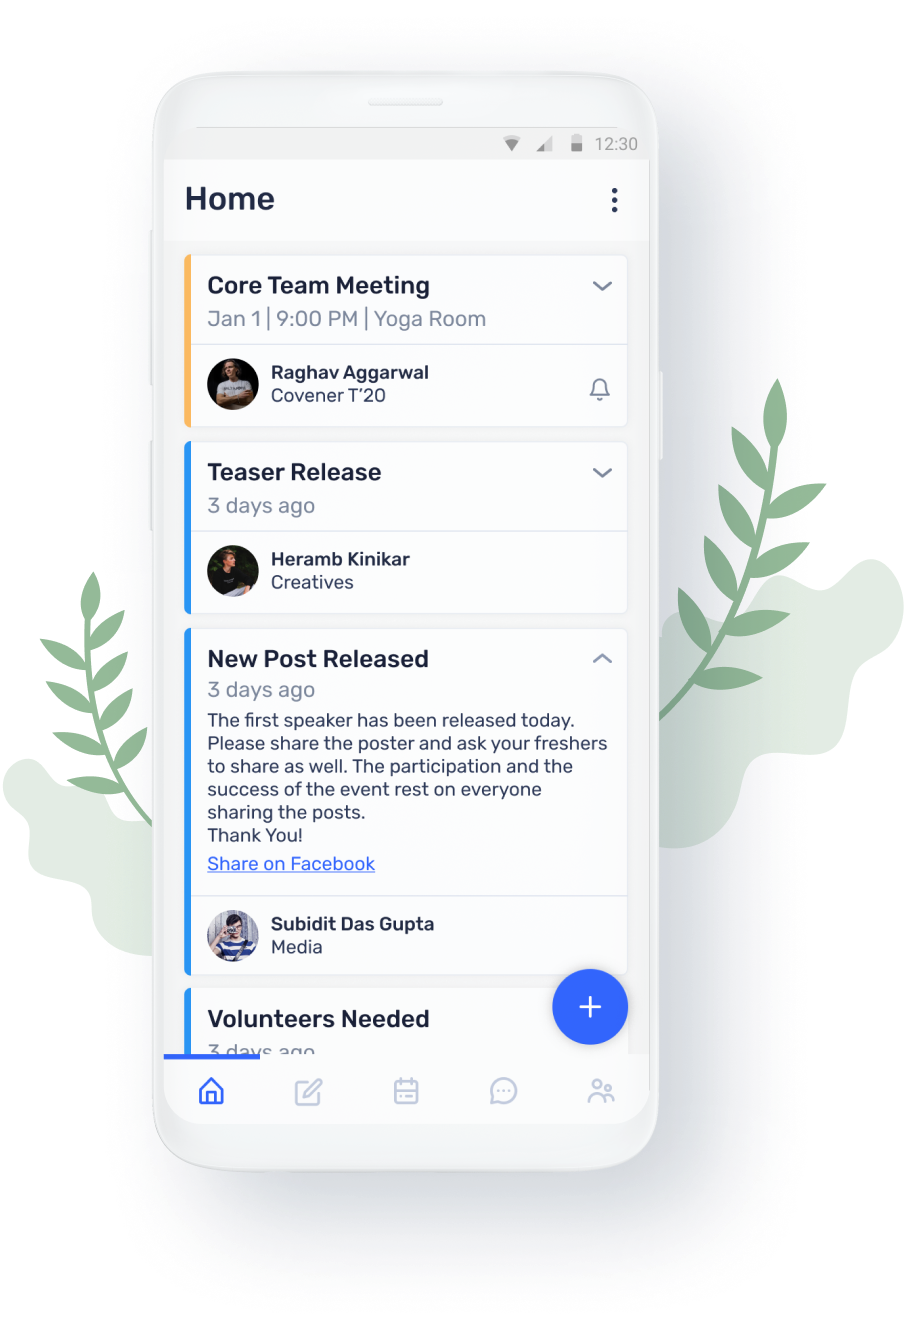 12:30
Home
Core Team Meeting
Jan 1 | 9:00 PM | Yoga Room
Raghav Aggarwal
Covener T’20
Teaser Release
3 days ago
Heramb Kinikar
Creatives
New Post Released
3 days ago
The first speaker has been released today.
Please share the poster and ask your freshers
to share as well. The participation and the
success of the event rest on everyone
sharing the posts.
Thank You!
Share on Facebook
Subidit Das Gupta
Media
Volunteers Needed
3 days ago